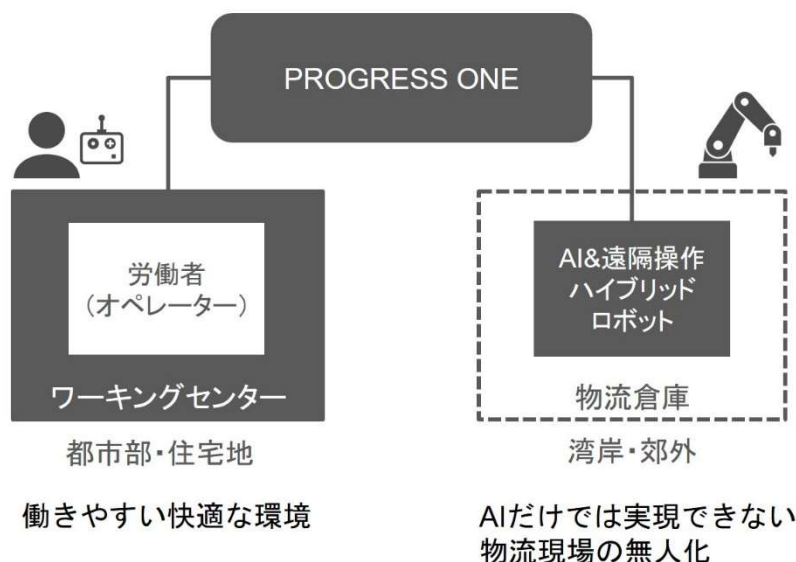 PROGRESS ONE
労働者
（オペレーター）
ワーキングセンター
都市部・住宅地
働きやすい快適な環境
AI&遠隔操作
ハイブリッド
ロボット
物流倉庫
湾岸・郊外
AIだけでは実現できない
物流現場の無人化